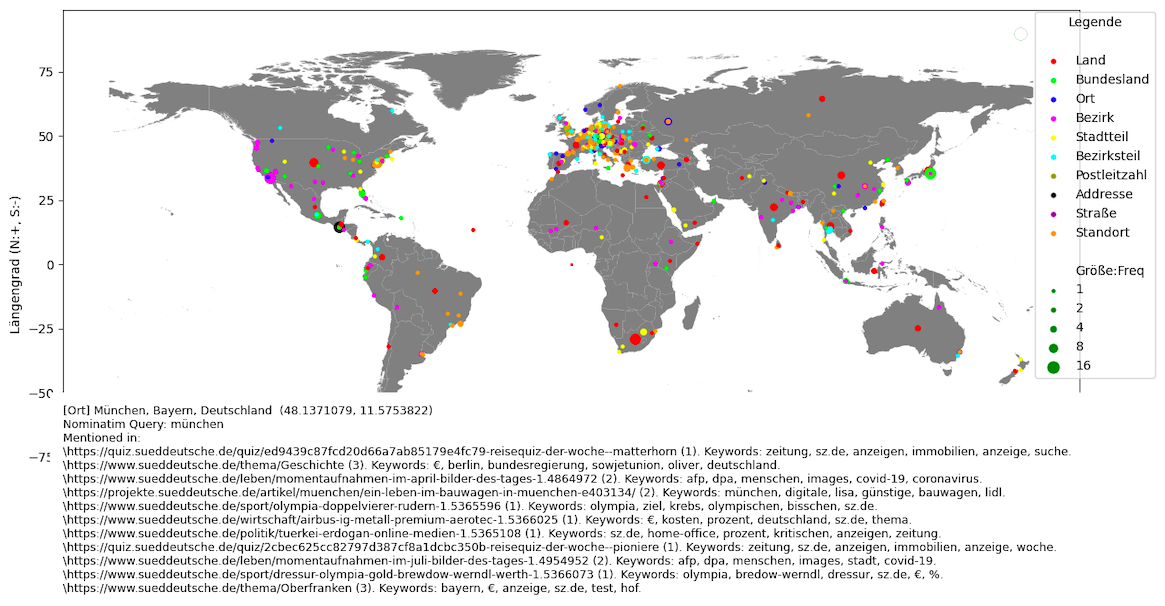 Legende
Land
Bundesland
Ort
Bezirk
Stadtteil
Bezirksteil
Postleitzahl
Addresse
Straße
Standort
Größe:Freq
1
2
4
8
16
75
50
25
0
−25
−50
−75
Längengrad (N:+, S:-)
[Ort] München, Bayern, Deutschland  (48.1371079, 11.5753822)
Nominatim Query: münchen
Mentioned in:
\https://quiz.sueddeutsche.de/quiz/ed9439c87fcd20d66a7ab85179e4fc79-reisequiz-der-woche--matterhorn (1). Keywords: zeitung, sz.de, anzeigen, immobilien, anzeige, suche.
\https://www.sueddeutsche.de/thema/Geschichte (3). Keywords: €, berlin, bundesregierung, sowjetunion, oliver, deutschland.
\https://www.sueddeutsche.de/leben/momentaufnahmen-im-april-bilder-des-tages-1.4864972 (2). Keywords: afp, dpa, menschen, images, covid-19, coronavirus.
\https://projekte.sueddeutsche.de/artikel/muenchen/ein-leben-im-bauwagen-in-muenchen-e403134/ (2). Keywords: münchen, digitale, lisa, günstige, bauwagen, lidl.
\https://www.sueddeutsche.de/sport/olympia-doppelvierer-rudern-1.5365596 (1). Keywords: olympia, ziel, krebs, olympischen, bisschen, sz.de.
\https://www.sueddeutsche.de/wirtschaft/airbus-ig-metall-premium-aerotec-1.5366025 (1). Keywords: €, kosten, prozent, deutschland, sz.de, thema.
\https://www.sueddeutsche.de/politik/tuerkei-erdogan-online-medien-1.5365108 (1). Keywords: sz.de, home-office, prozent, kritischen, anzeigen, zeitung.
\https://quiz.sueddeutsche.de/quiz/2cbec625cc82797d387cf8a1dcbc350b-reisequiz-der-woche--pioniere (1). Keywords: zeitung, sz.de, anzeigen, immobilien, anzeige, woche.
\https://www.sueddeutsche.de/leben/momentaufnahmen-im-juli-bilder-des-tages-1.4954952 (2). Keywords: afp, dpa, menschen, images, stadt, covid-19.
\https://www.sueddeutsche.de/sport/dressur-olympia-gold-brewdow-werndl-werth-1.5366073 (1). Keywords: olympia, bredow-werndl, dressur, sz.de, €, %.
\https://www.sueddeutsche.de/thema/Oberfranken (3). Keywords: bayern, €, anzeige, sz.de, test, hof.